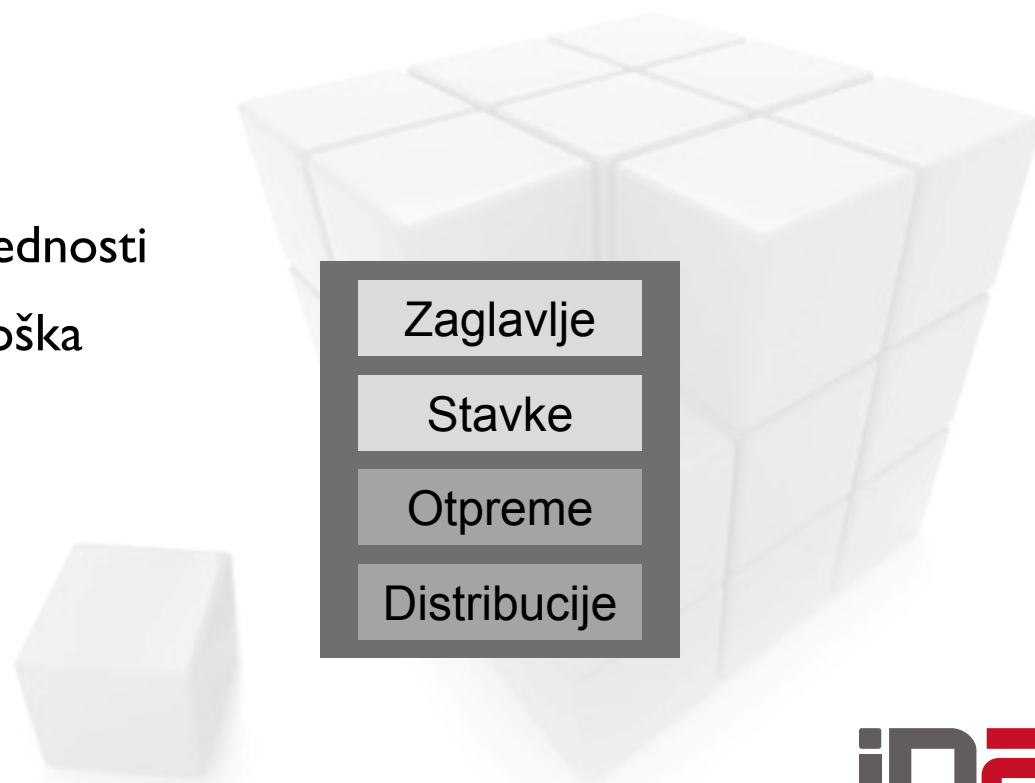 ednosti
oška
Zaglavlje
Stavke
Otpreme
Distribucije